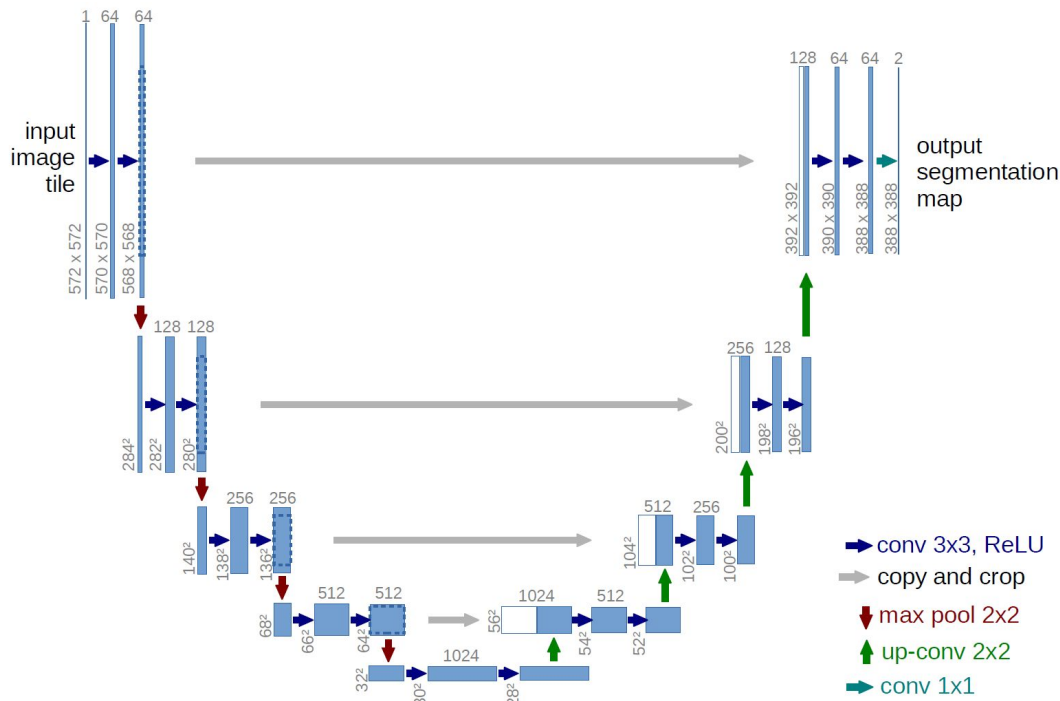 1 64 64
input
image
tile
572 x 572
570 x 570
568 x 568
128 64 64 2
392 x 392
390 x 390
388 x 388
388 x 388
output
segmentation
map
128 128
284²
282²
280²
256 128
200²
198²
196²
256 256
140²
138²
136²
512 256
104²
102²
100²
512 512
68²
66²
64²
1024 512
56²
54²
52²
1024
32²
30²
28²
conv 3x3, ReLU
copy and crop
max pool 2x2
up-conv 2x2
conv 1x1